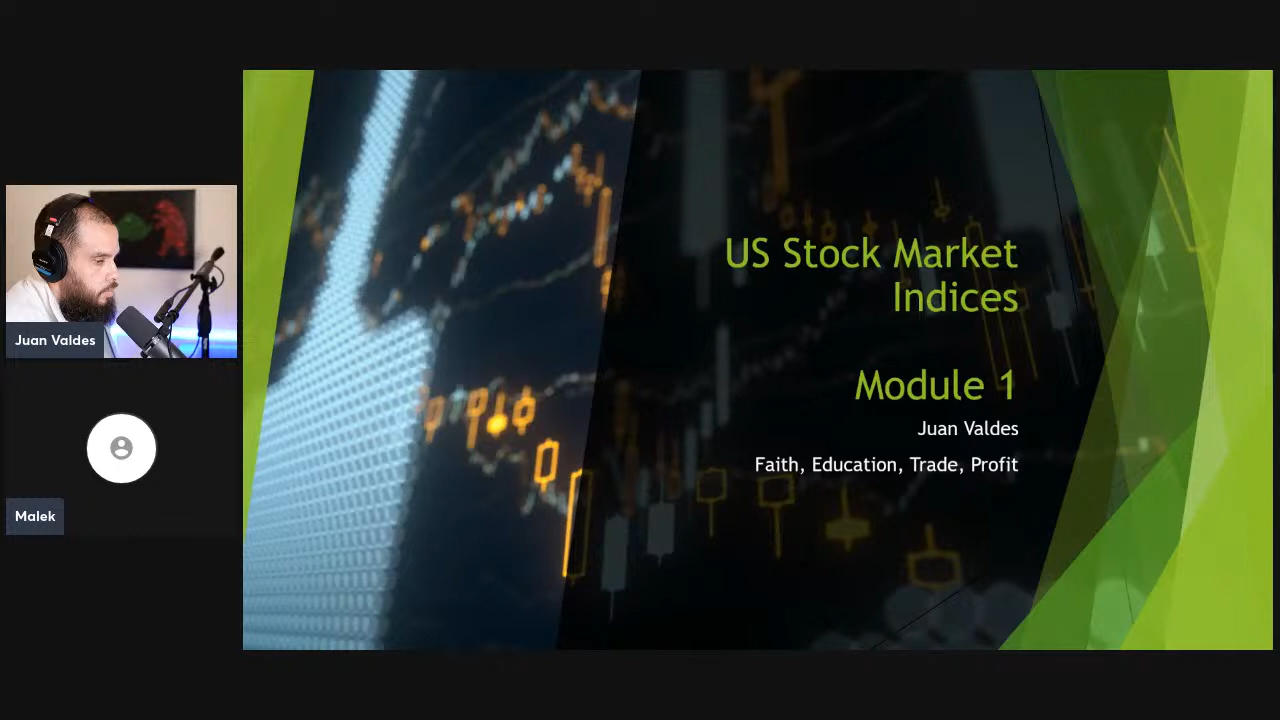 Juan Valdes
Malek
US Stock Market
Indices
Module 1
Juan Valdes
Faith, Education, Trade, Profit